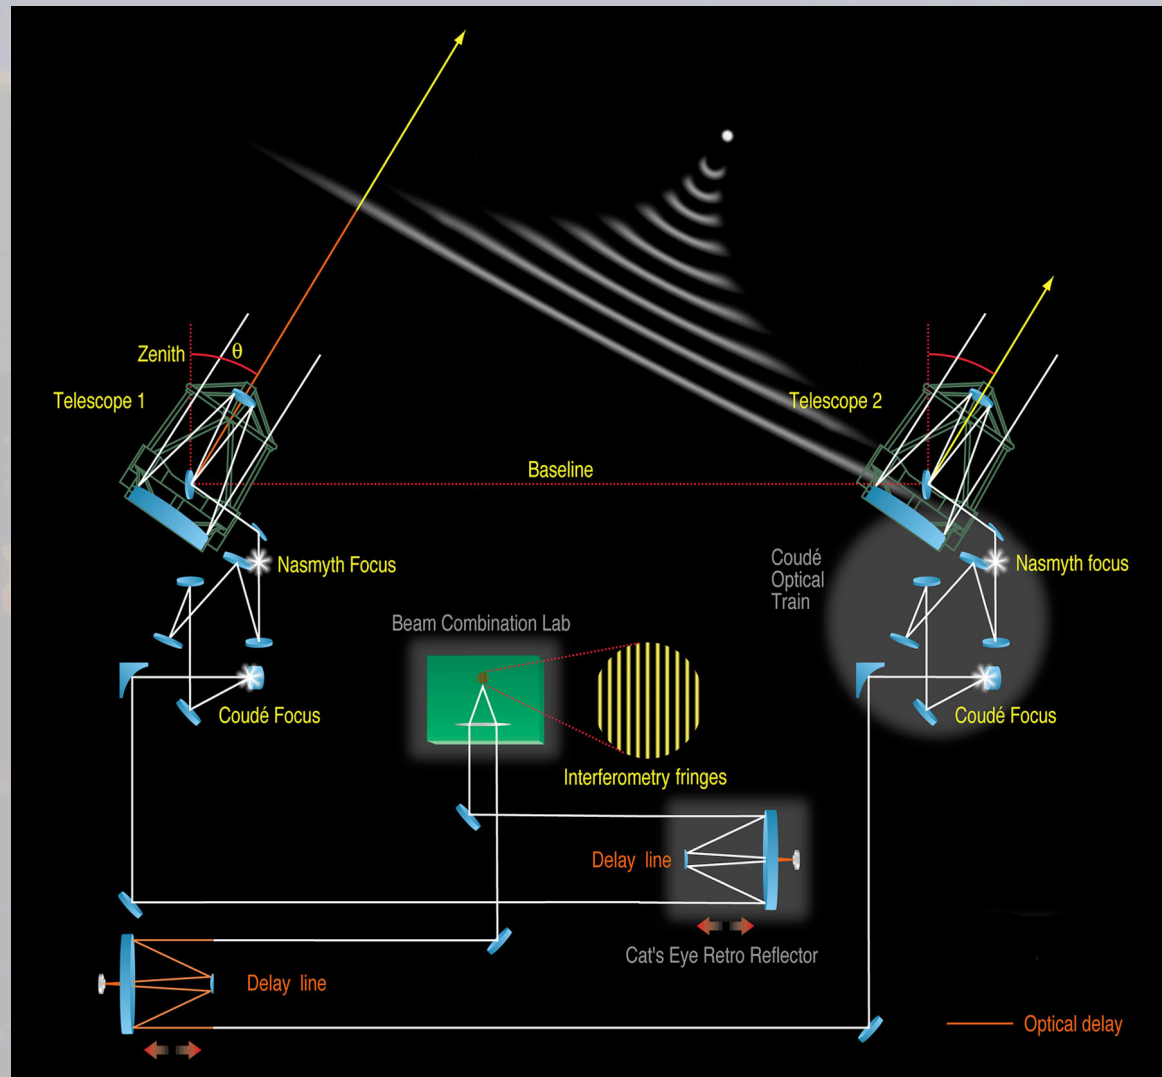 Zenith
θ
Telescope 1
Telescope 2
Baseline
Nasmyth Focus
Coudé
Optical
Train
Nasmyth focus
Beam Combination Lab
Coudé Focus
Coudé Focus
Interferometry fringes
Delay line
Cat's Eye Retro Reflector
Delay line
Optical delay